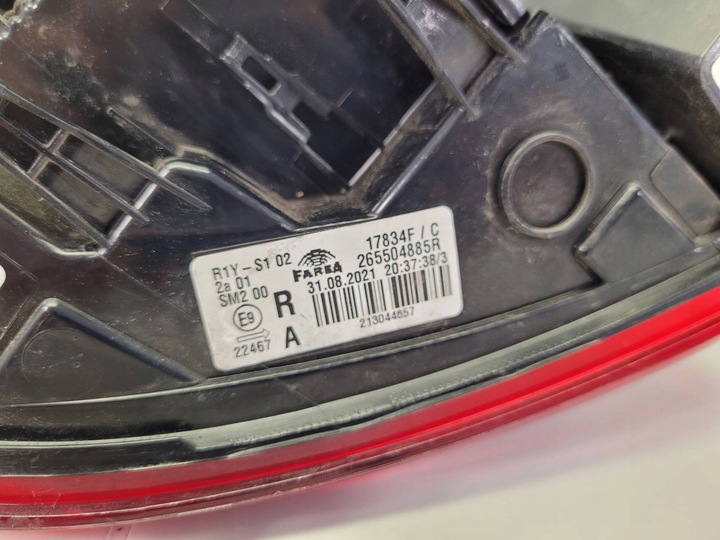 R1Y-S1 02
2a 01
SM2 00
E9
22467
R
A
FARBA
17834F / C
265504885R
31.08.2021 20:37:38/3
213044657